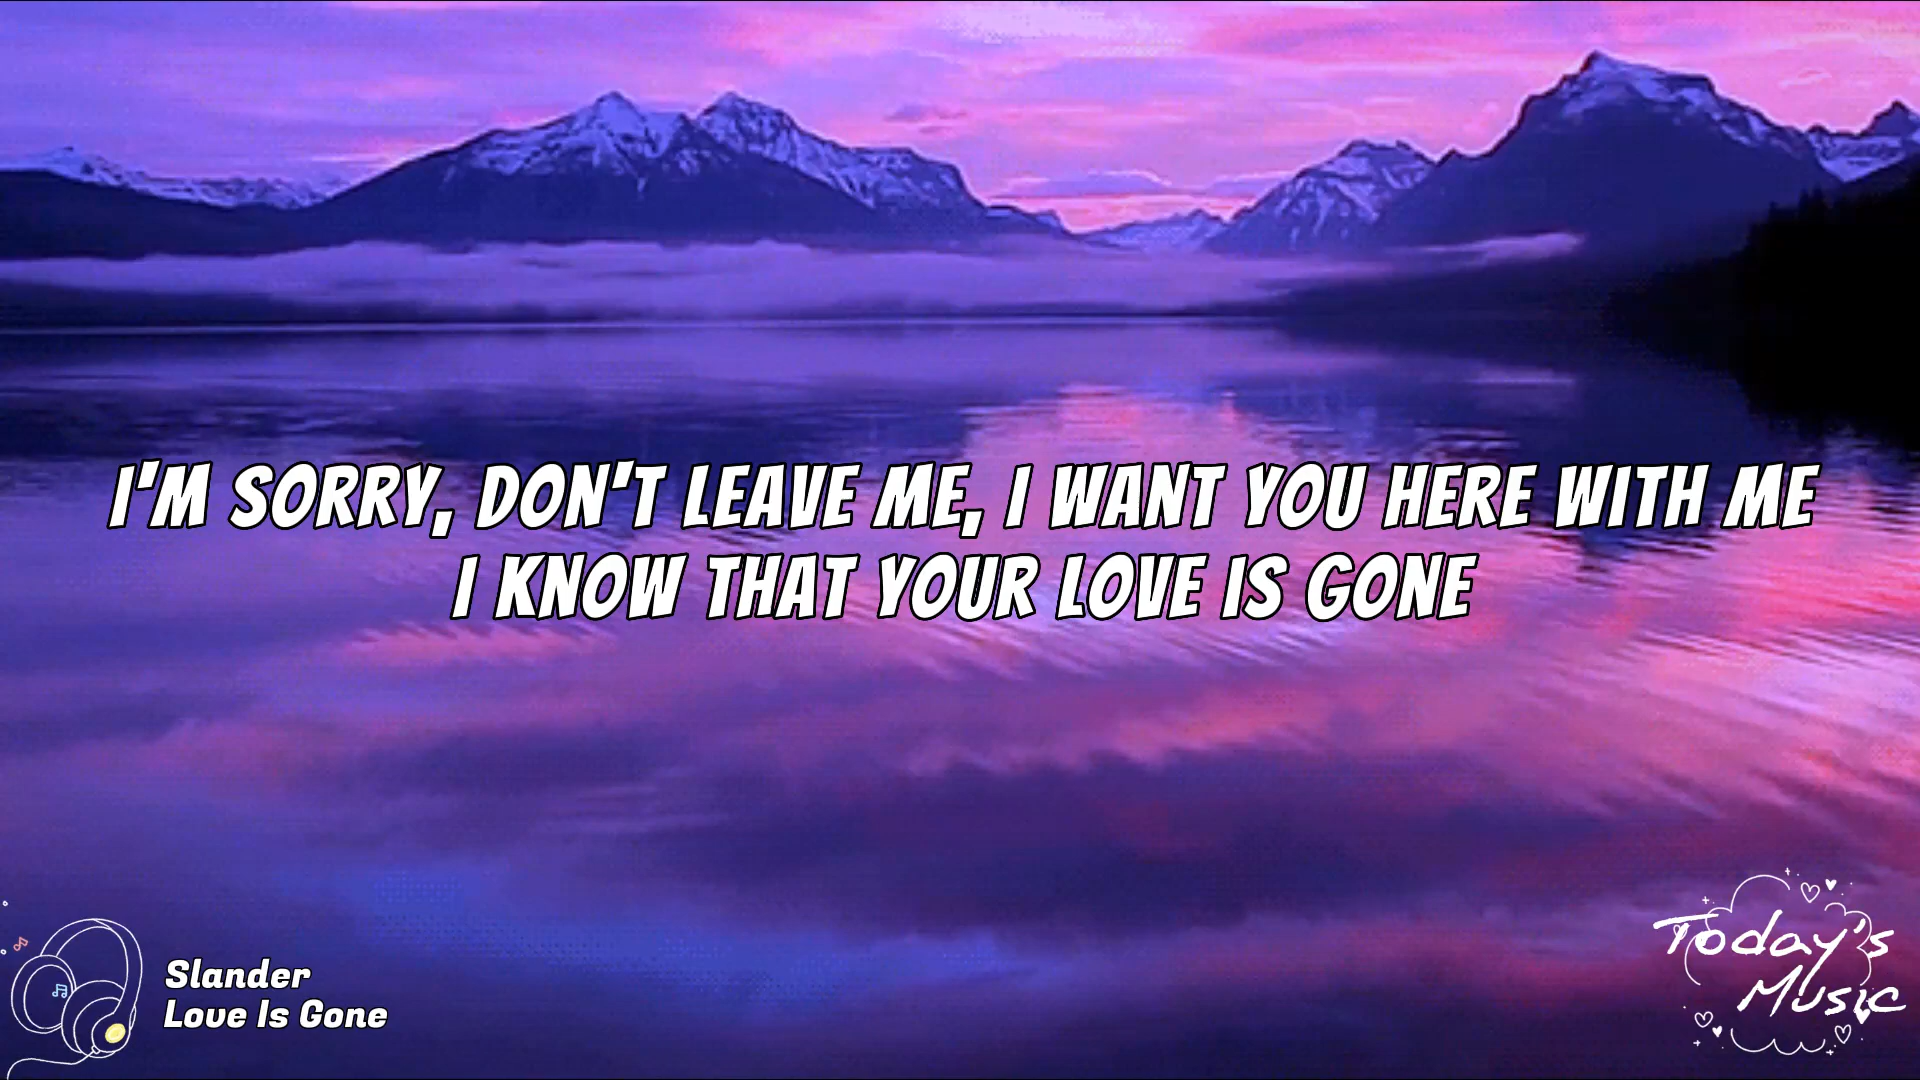 I'M SORRY, DON'T LEAVE ME, I WANT YOU HERE WITH ME
I KNOW THAT YOUR LOVE IS GONE
Slander
Love Is Gone
Today's
Music